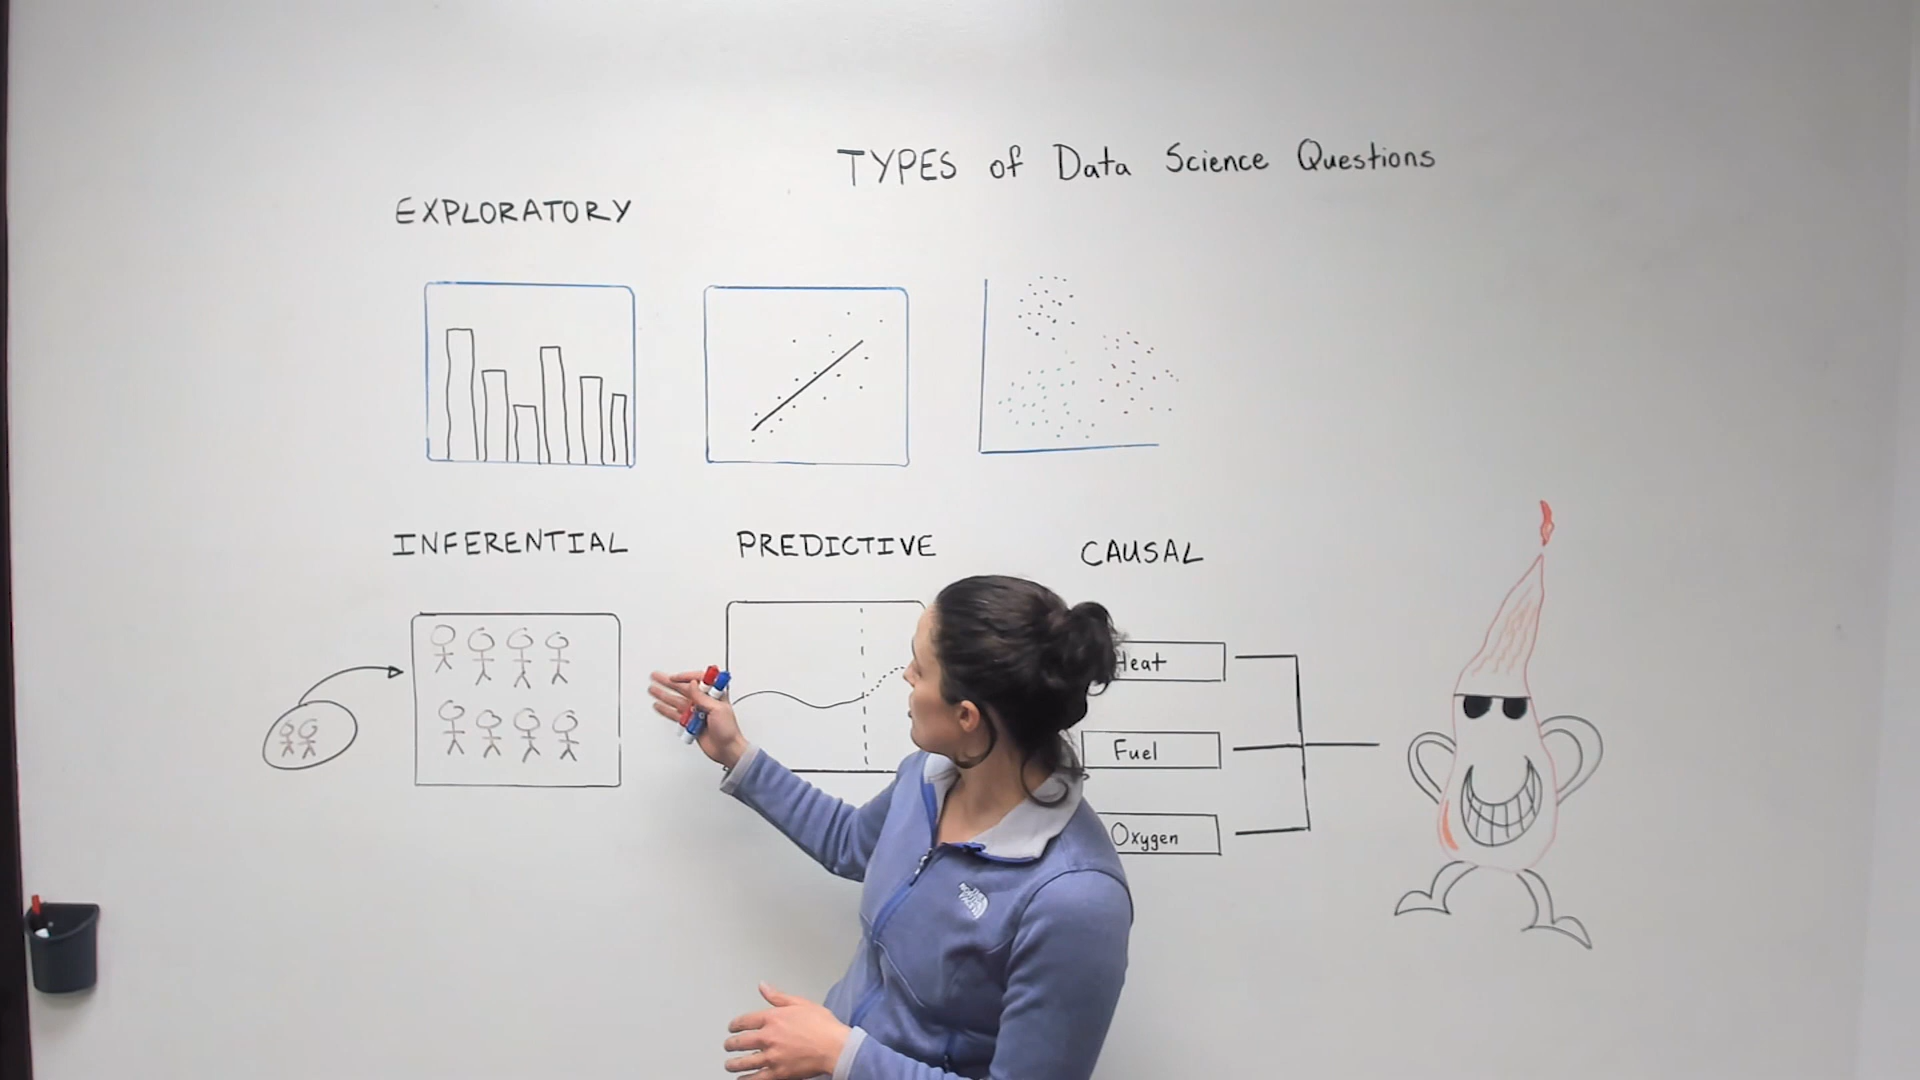 TYPES of Data Science Questions
EXPLORATORY
INFERENTIAL
PREDICTIVE
CAUSAL
Heat
Fuel
Oxygen